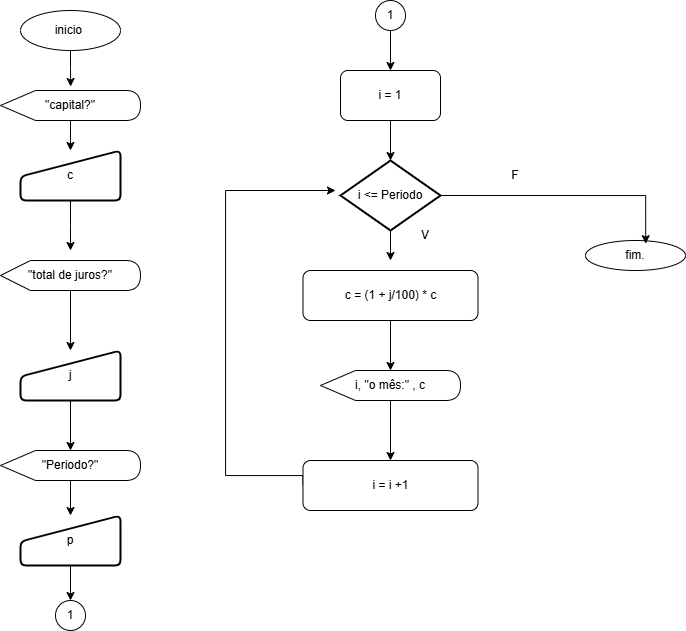 inicio
"capital?"
c
"total de juros?"
j
"Periodo?"
p
1
1
i = 1
i <= Periodo
F
V
fim.
c = (1 + j/100) * c
i, "o mês:" , c
i = i +1